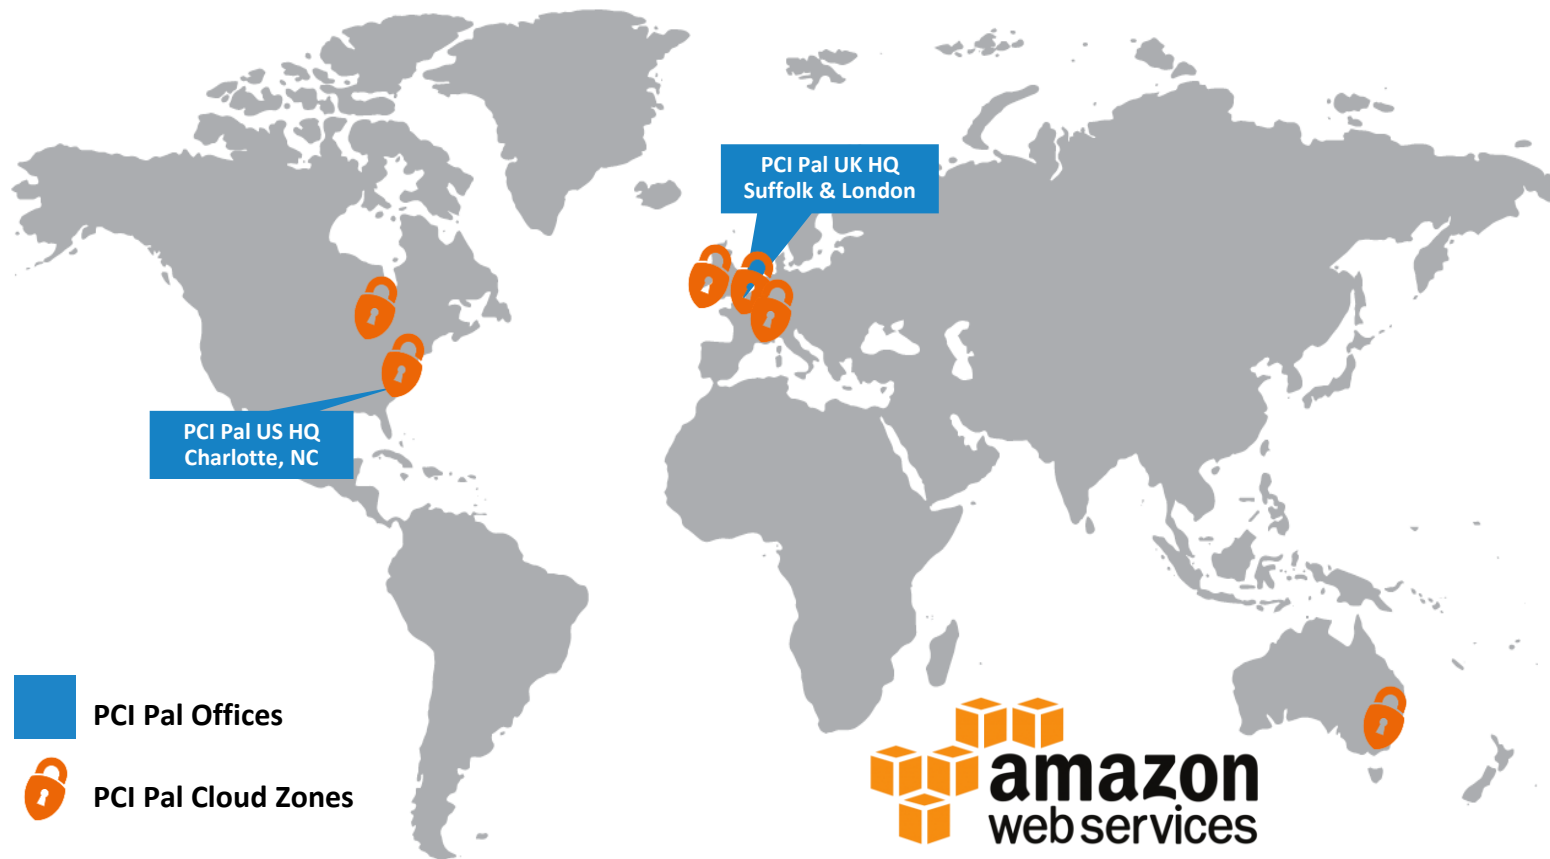 PCI Pal UK HQ
Suffolk & London
PCI Pal US HQ
Charlotte, NC
PCI Pal Offices
PCI Pal Cloud Zones
amazon
web services